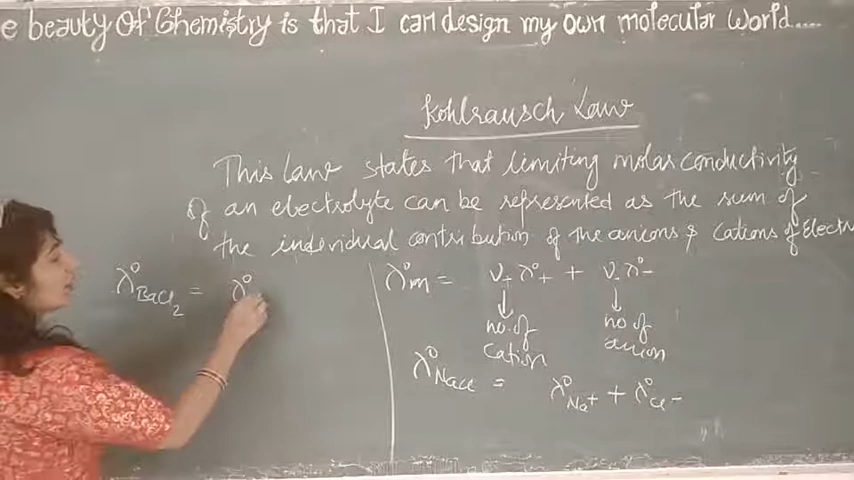 e beauty Of Chemistry is that I can design my own molecular world....
Kohlrausch Law
This law states that limiting molar conductivity
Of an electrolyte can be represented as the sum of
the individual contribution of the anions & cations of Electr
λ°BaCl₂ = λ°
λ°m = ν₊ λ°₊ + ν₋ λ°₋
no. of cation
no of anion
λ°NaCl = λ°Na⁺ + λ°Cl⁻